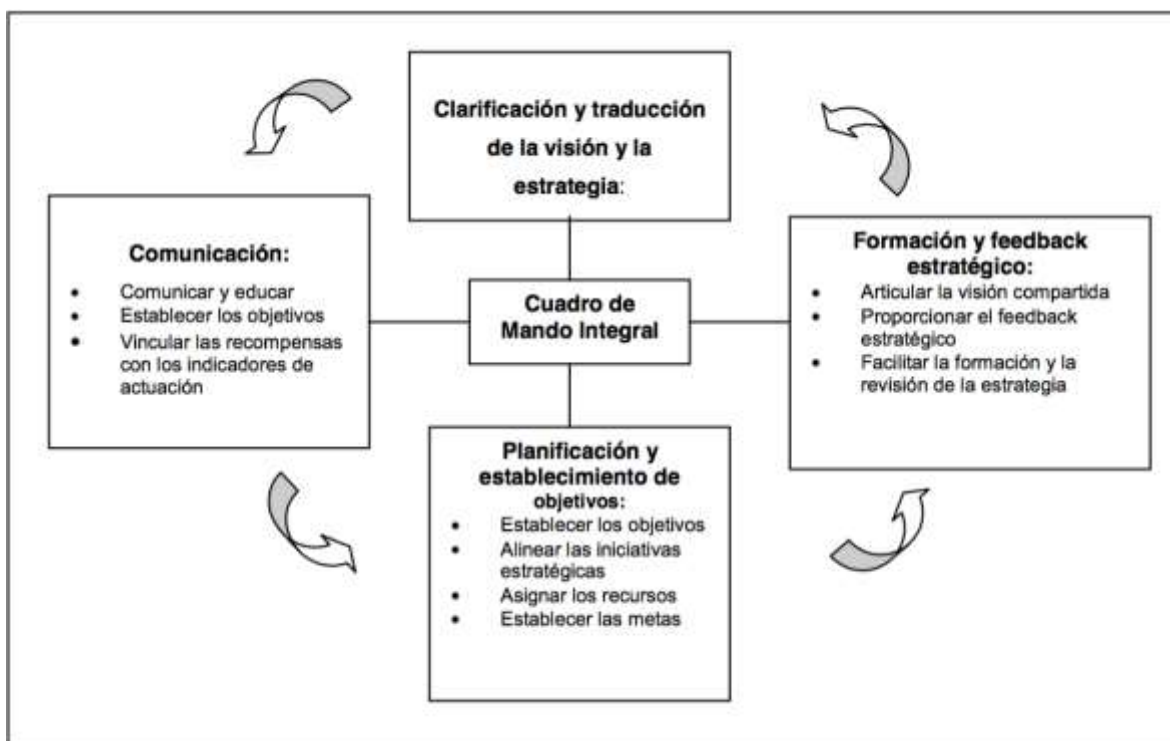 Clarificación y traducción
de la visión y la
estrategia:
Comunicación:
• Comunicar y educar
• Establecer los objetivos
• Vincular las recompensas
con los indicadores de
actuación
Cuadro de
Mando Integral
Formación y feedback
estratégico:
• Articular la visión compartida
• Proporcionar el feedback
estratégico
• Facilitar la formación y la
revisión de la estrategia
Planificación y
establecimiento de
objetivos:
• Establecer los objetivos
• Alinear las iniciativas
estratégicas
• Asignar los recursos
• Establecer las metas